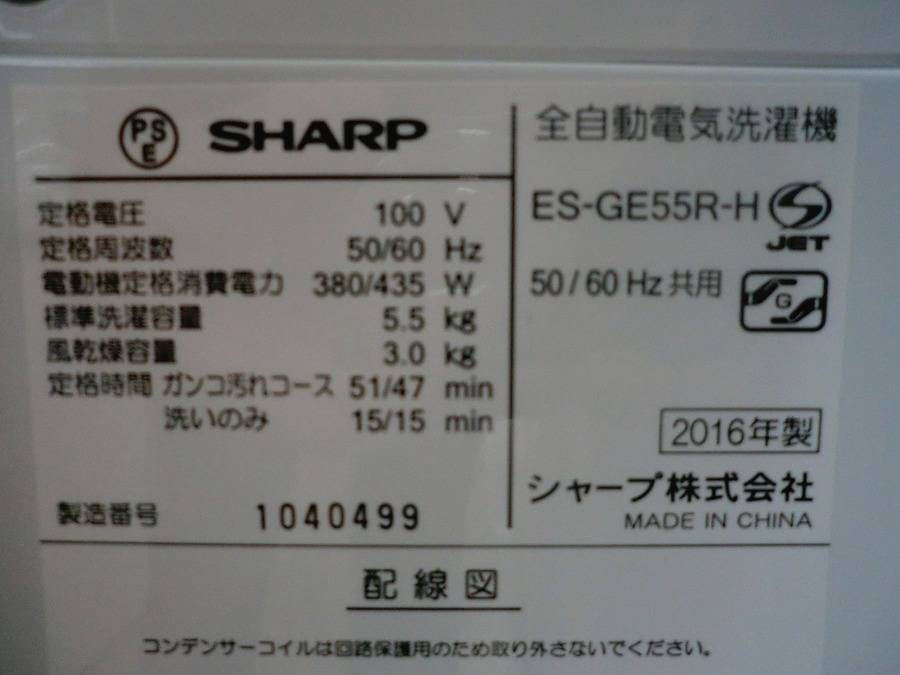 PS
E
SHARP
定格電圧 100 V
定格周波数 50/60 Hz
電動機定格消費電力 380/435 W
標準洗濯容量 5.5 kg
風乾燥容量 3.0 kg
定格時間 ガンコ汚れコース 51/47 min
洗いのみ 15/15 min
製造番号 1040499
全自動電気洗濯機
ES-GE55R-H
JET
50/60 Hz 共用
G
2016年製
シャープ株式会社
MADE IN CHINA
配線図
コンデンサーコイルは回路保護用のため取り外さないでください。